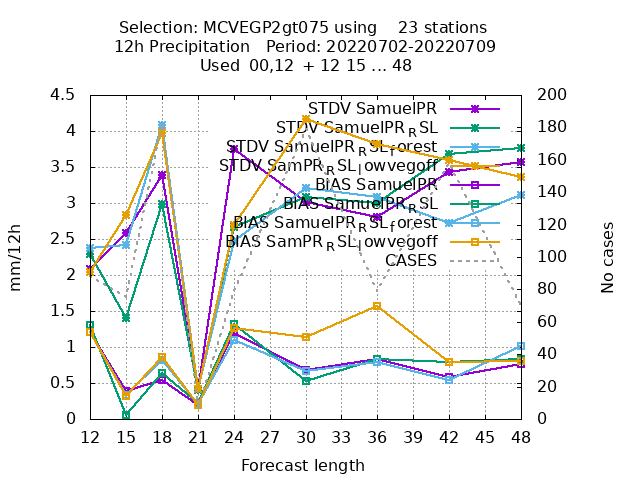 Selection: MCVEGP2gt075 using 23 stations
12h Precipitation Period: 20220702-20220709
Used 00,12 + 12 15 ... 48
STDV SamuelPR
STDV SamuelPR_RSL
STDV SamuelPR_RSL_forest
STDV SamPR_RSL_lowvegoff
BIAS SamuelPR
BIAS SamuelPR_RSL
BIAS SamuelPR_RSL_forest
BIAS SamPR_RSL_lowvegoff
CASES
mm/12h
4.5
4
3.5
3
2.5
2
1.5
1
0.5
0
No cases
200
180
160
140
120
100
80
60
40
20
0
12 15 18 21 24 27 30 33 36 39 42 45 48
Forecast length